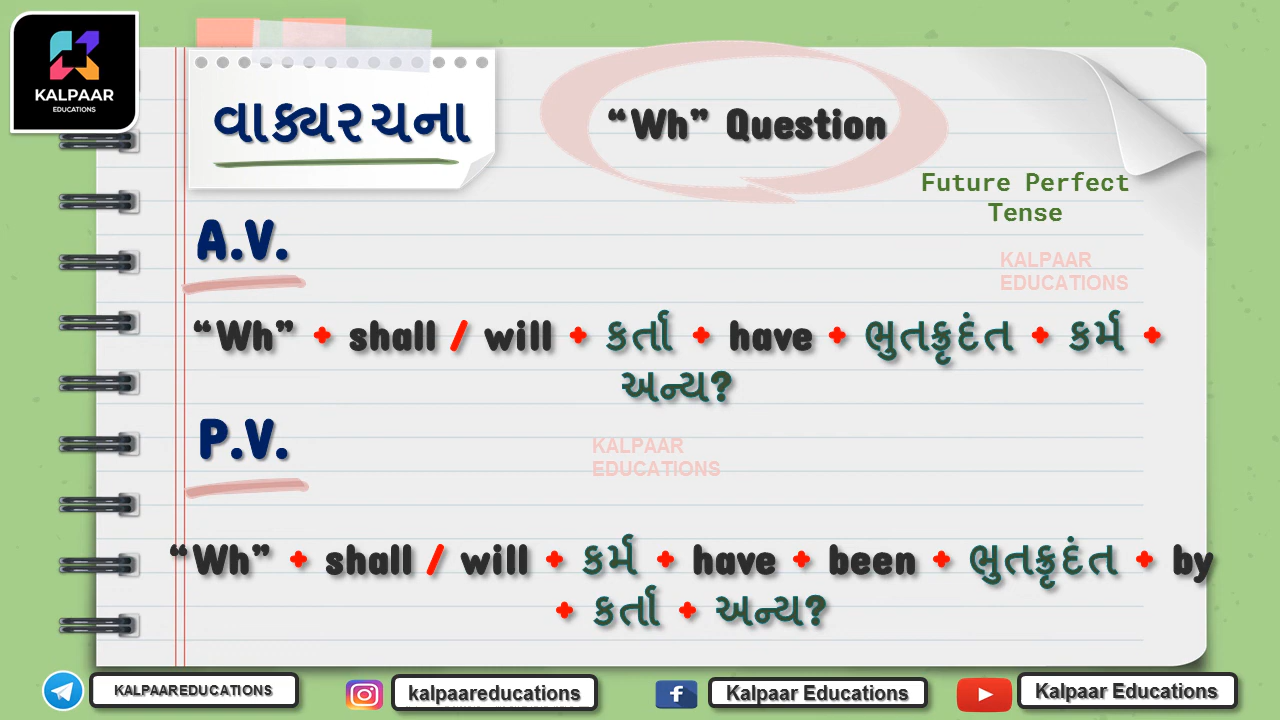 KALPAAR
EDUCATIONS
વાક્યરચના
“Wh” Question
Future Perfect
Tense
A.V.
KALPAAR
EDUCATIONS
“Wh” + shall / will + કર્તા + have + ભુતકૃદંત + કર્મ +
અન્ય?
P.V.
KALPAAR
EDUCATIONS
“Wh” + shall / will + કર્મ + have + been + ભુતકૃદંત + by
+ કર્તા + અન્ય?
KALPAAREDUCATIONS
kalpaareducations
Kalpaar Educations
Kalpaar Educations